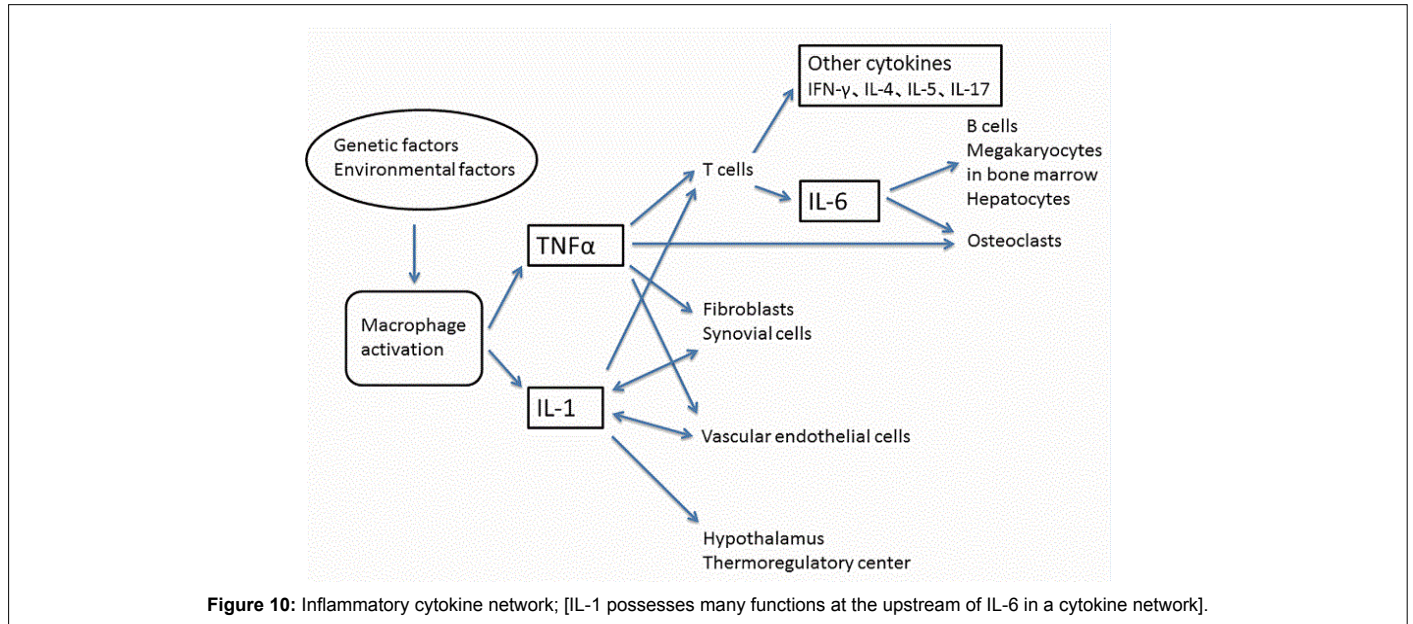 Other cytokines
IFN-γ、IL-4、IL-5、IL-17
Genetic factors
Environmental factors
B cells
Megakaryocytes
in bone marrow
Hepatocytes
T cells
IL-6
TNFα
Osteoclasts
Macrophage
activation
Fibroblasts
Synovial cells
IL-1
Vascular endothelial cells
Hypothalamus
Thermoregulatory center
Figure 10: Inflammatory cytokine network; [IL-1 possesses many functions at the upstream of IL-6 in a cytokine network].